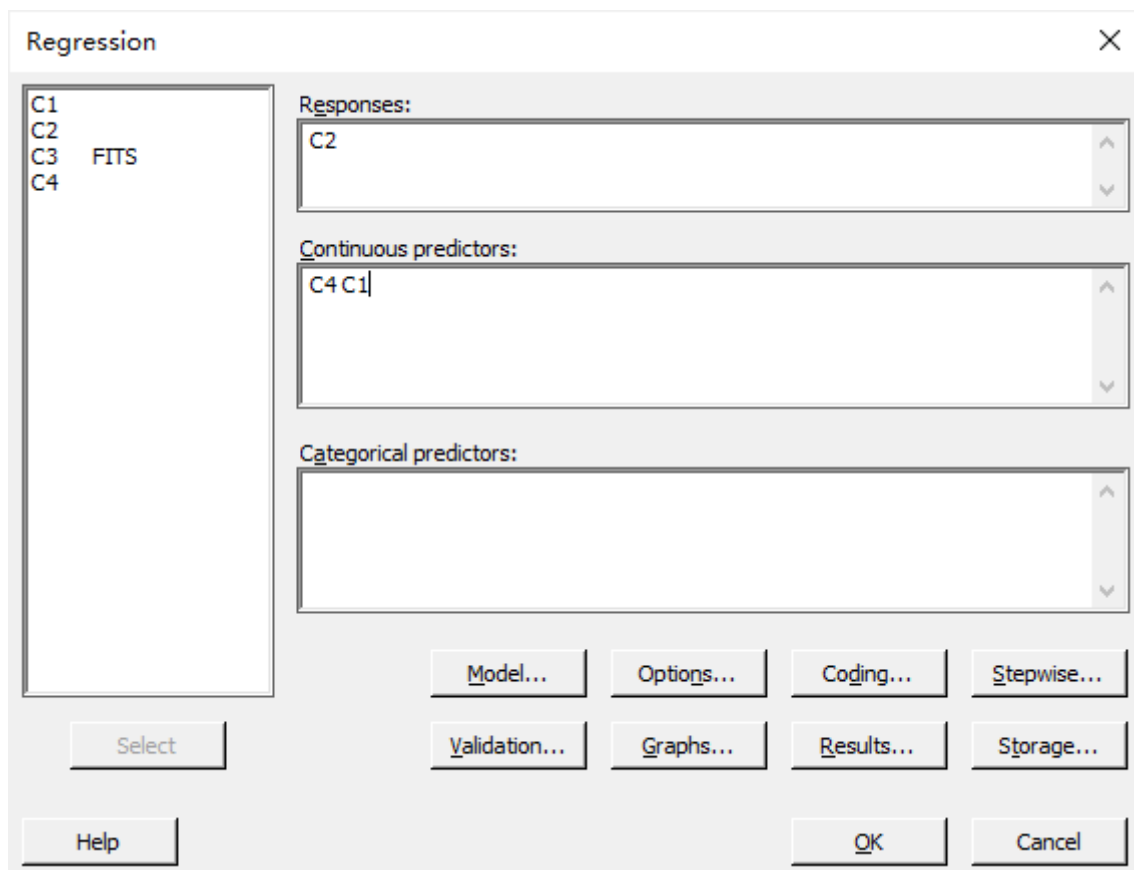 Regression
C1
C2
C3 FITS
C4
Responses:
C2
Continuous predictors:
C4 C1
Categorical predictors:
Model...
Options...
Coding...
Stepwise...
Select
Validation...
Graphs...
Results...
Storage...
Help
OK
Cancel